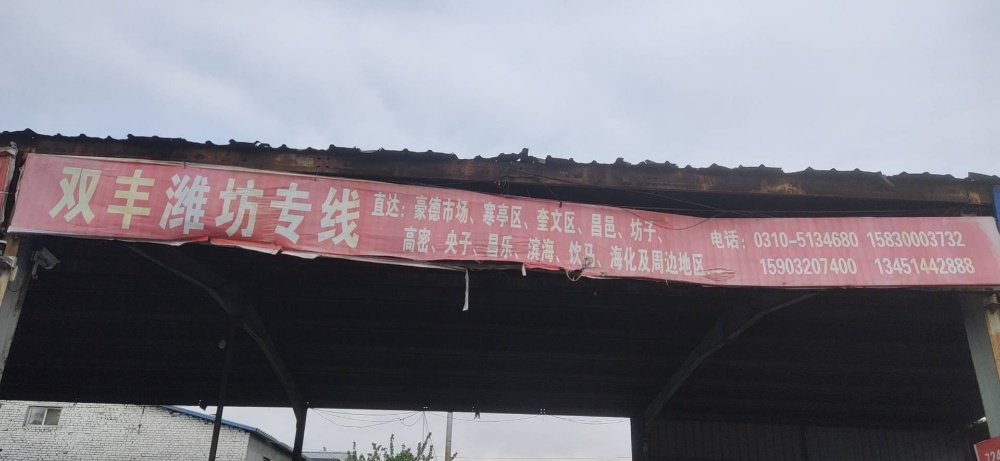 双丰潍坊专线
直达：豪德市场、寒亭区、奎文区、昌邑、坊子、
高密、央子、昌乐、滨海、饮马、海化及周边地区
电话：0310-5134680 15830003732
15903207400 13451442888